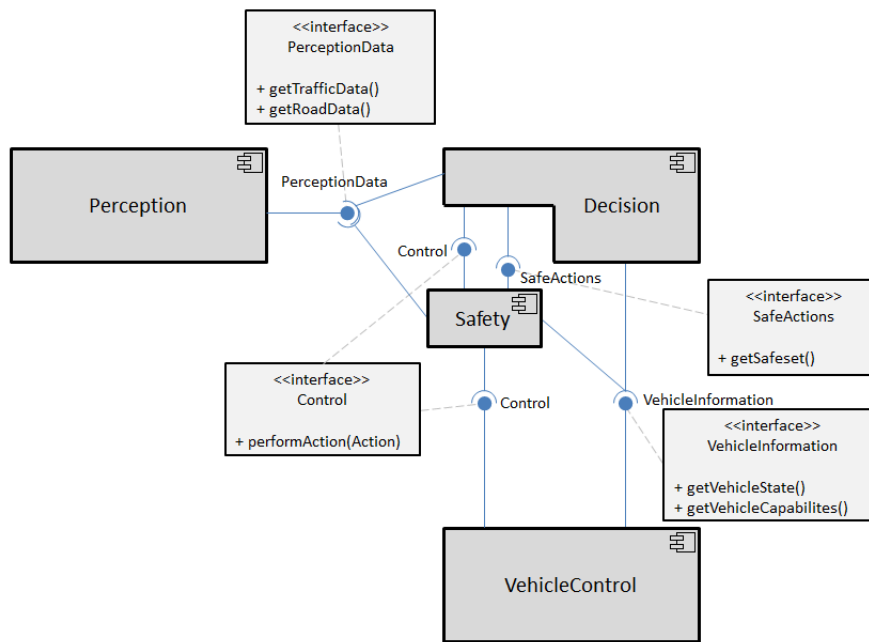 <<interface>>
PerceptionData
+ getTrafficData()
+ getRoadData()
Perception
PerceptionData
Decision
Control
SafeActions
<<interface>>
SafeActions
+ getSafeset()
Safety
<<interface>>
Control
+ performAction(Action)
Control
VehicleInformation
<<interface>>
VehicleInformation
+ getVehicleState()
+ getVehicleCapabilites()
VehicleControl